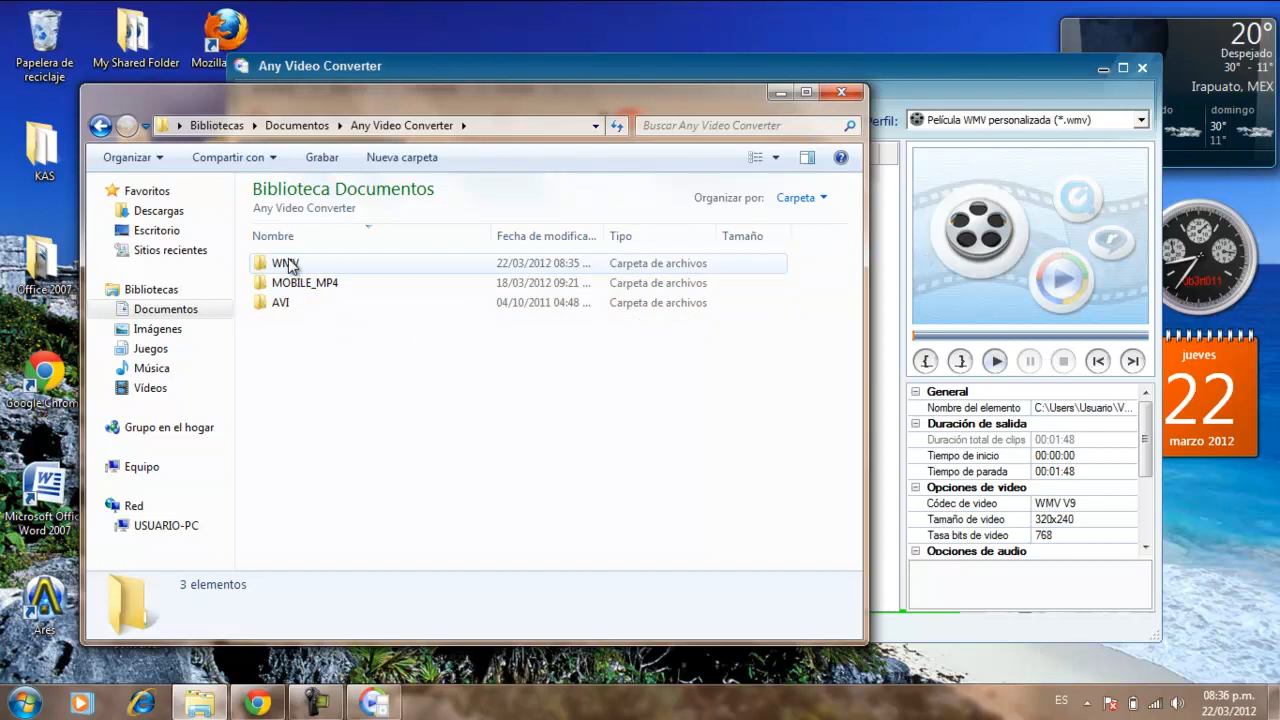 Papelera de
reciclaje
My Shared Folder
Mozilla
KAS
Office 2007
Google Chrom
Microsoft Offic
Word 2007
Ares
Any Video Converter
Bibliotecas
Documentos
Any Video Converter
Buscar Any Video Converter
Organizar
Compartir con
Grabar
Nueva carpeta
Favoritos
Descargas
Escritorio
Sitios recientes
Bibliotecas
Documentos
Imágenes
Juegos
Música
Vídeos
Grupo en el hogar
Equipo
Red
USUARIO-PC
Biblioteca Documentos
Any Video Converter
Organizar por: Carpeta
Nombre Fecha de modifica... Tipo Tamaño
WMV 22/03/2012 08:35 ... Carpeta de archivos
MOBILE_MP4 18/03/2012 09:21 ... Carpeta de archivos
AVI 04/10/2011 04:48 ... Carpeta de archivos
3 elementos
erfil: Película WMV personalizada (*.wmv)
General
Nombre del elemento C:\Users\Usuario\V...
Duración de salida
Duración total de clips 00:01:48
Tiempo de inicio 00:00:00
Tiempo de parada 00:01:48
Opciones de video
Códec de video WMV V9
Tamaño de video 320x240
Tasa bits de video 768
Opciones de audio
20°
Despejado
30° - 11°
Irapuato, MEX
domingo
30°
11°
jueves
22
marzo 2012
ES
08:36 p.m.
22/03/2012